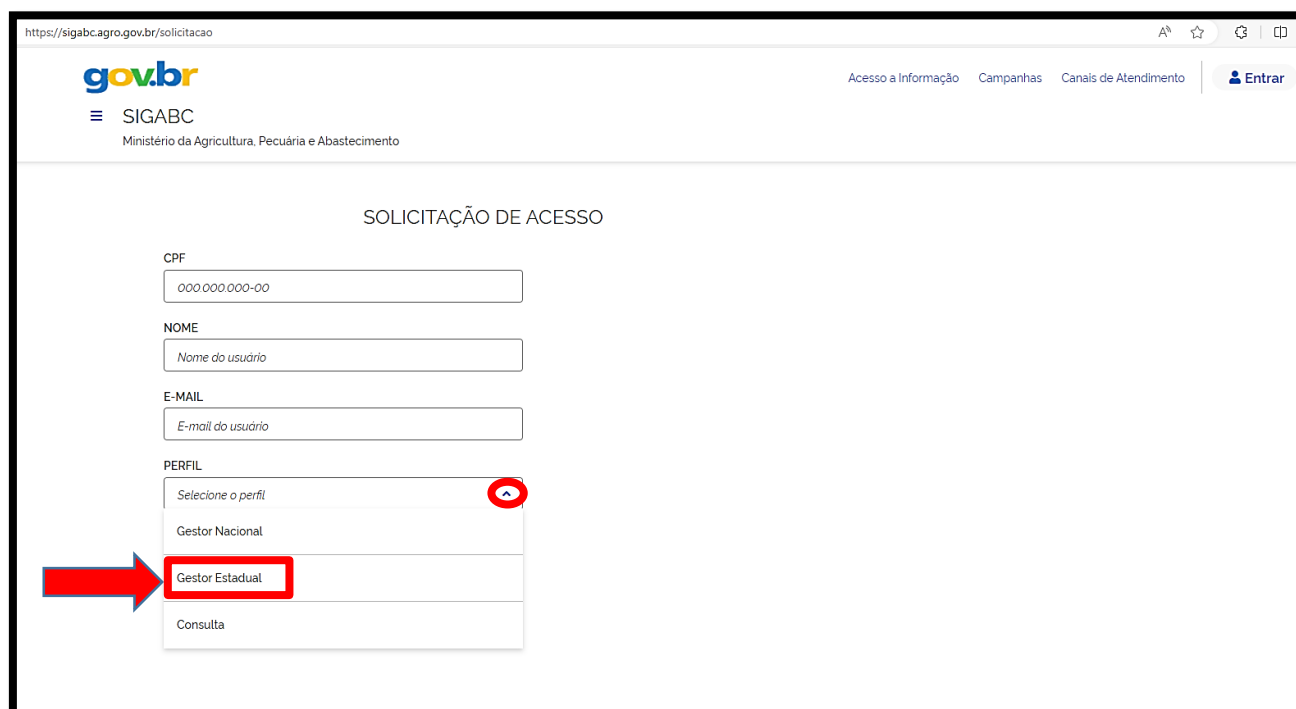 https://sigabc.agro.gov.br/solicitacao
gov.br
Acesso a Informação Campanhas Canais de Atendimento Entrar
SIGABC
Ministério da Agricultura, Pecuária e Abastecimento
SOLICITAÇÃO DE ACESSO
CPF
000.000.000-00
NOME
Nome do usuário
E-MAIL
E-mail do usuário
PERFIL
Selecione o perfil
Gestor Nacional
Gestor Estadual
Consulta